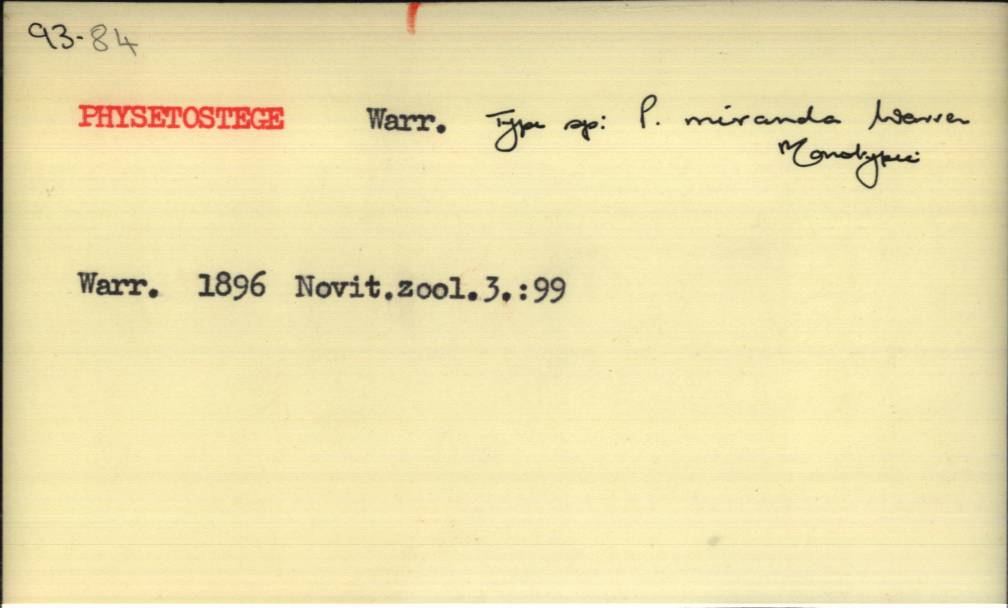 93-84
PHYSETOSTEGE Warr. Type sp: P. miranda Warren
Monotypic
Warr. 1896 Novit.zool.3.:99